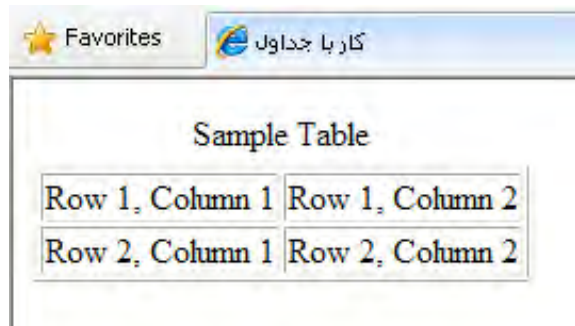 Favorites
کار با جداول
Sample Table
Row 1, Column 1 Row 1, Column 2
Row 2, Column 1 Row 2, Column 2